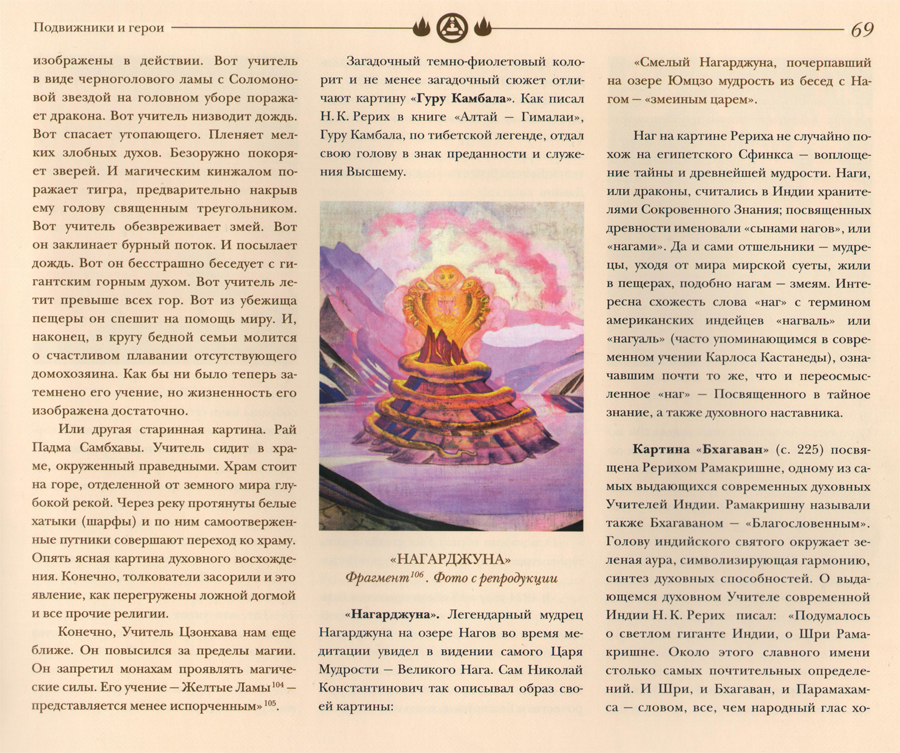 Подвижники и герои
69
изображены в действии. Вот учитель
в виде черноголового ламы с Соломоно-
вой звездой на головном уборе поража-
ет дракона. Вот учитель низводит дождь.
Вот спасает утопающего. Пленяет мел-
ких злобных духов. Безоружно покоря-
ет зверей. И магическим кинжалом по-
ражает тигра, предварительно накрыв
ему голову священным треугольником.
Вот учитель обезвреживает змей. Вот
он заклинает бурный поток. И посылает
дождь. Вот он бесстрашно беседует с ги-
гантским горным духом. Вот учитель ле-
тит превыше всех гор. Вот из убежища
пещеры он спешит на помощь миру. И,
наконец, в кругу бедной семьи молится
о счастливом плавании отсутствующего
домохозяина. Как бы ни было теперь за-
темнено его учение, но жизненность его
изображена достаточно.
Или другая старинная картина. Рай
Падма Самбхавы. Учитель сидит в хра-
ме, окруженный праведными. Храм стоит
на горе, отделенной от земного мира глу-
бокой рекой. Через реку протянуты белые
хатыки (шарфы) и по ним самоотвержен-
ные путники совершают переход ко храму.
Опять ясная картина духовного восхожде-
ния. Конечно, толкователи засорили и это
явление, как перегружены ложной догмой
и все прочие религии.
Конечно, Учитель Цзонхава нам еще
ближе. Он повысился за пределы магии.
Он запретил монахам проявлять магиче-
ские силы. Его учение – Желтые Ламы104 –
представляется менее испорченным»105.
Загадочный темно-фиолетовый коло-
рит и не менее загадочный сюжет отли-
чают картину «Гуру Камбала». Как писал
Н. К. Рерих в книге «Алтай – Гималаи»,
Гуру Камбала, по тибетской легенде, отдал
свою голову в знак преданности и служе-
ния Высшему.
«НАГАРДЖУНА»
Фрагмент106. Фото с репродукции
«Нагарджуна». Легендарный мудрец
Нагарджуна на озере Нагов во время ме-
дитации увидел в видении самого Царя
Мудрости – Великого Нага. Сам Николай
Константинович так описывал образ сво-
ей картины:
«Смелый Нагарджуна, почерпавший
на озере Юмцзо мудрость из бесед с На-
гом – «змеиным царем».
Наг на картине Рериха не случайно по-
хож на египетского Сфинкса – воплоще-
ние тайны и древнейшей мудрости. Наги,
или драконы, считались в Индии храните-
лями Сокровенного Знания; посвященных
древности именовали «сынами нагов», или
«нагами». Да и сами отшельники – мудре-
цы, уходя от мира мирской суеты, жили
в пещерах, подобно нагам – змеям. Инте-
ресна схожесть слова «наг» с термином
американских индейцев «нагваль» или
«нагуаль» (часто упоминающимся в совре-
менном учении Карлоса Кастанеды), озна-
чавшим почти то же, что и переосмыс-
ленное «наг» – Посвященного в тайное
знание, а также духовного наставника.
Картина «Бхагаван» (с. 225) посвя-
щена Рерихом Рамакришне, одному из са-
мых выдающихся современных духовных
Учителей Индии. Рамакришну называли
также Бхагаваном – «Благословенным».
Голову индийского святого окружает зе-
леная аура, символизирующая гармонию,
синтез духовных способностей. О выда-
ющемся духовном Учителе современной
Индии Н. К. Рерих писал: «Подумалось
о светлом гиганте Индии, о Шри Рама-
кришне. Около этого славного имени
столько самых почтительных определе-
ний. И Шри, и Бхагаван, и Парамахам-
са – словом, все, чем народный глас хо-